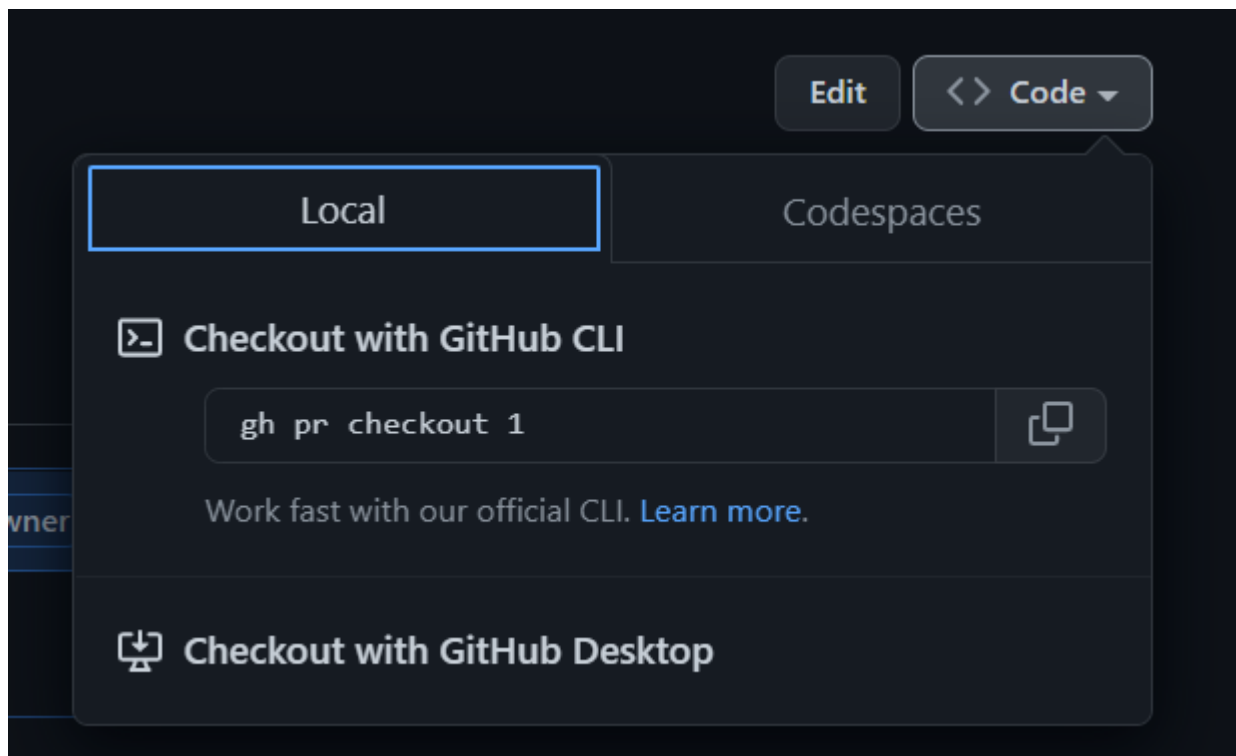 Edit
Code
Local
Codespaces
Checkout with GitHub CLI
gh pr checkout 1
Work fast with our official CLI. Learn more.
wner
Checkout with GitHub Desktop